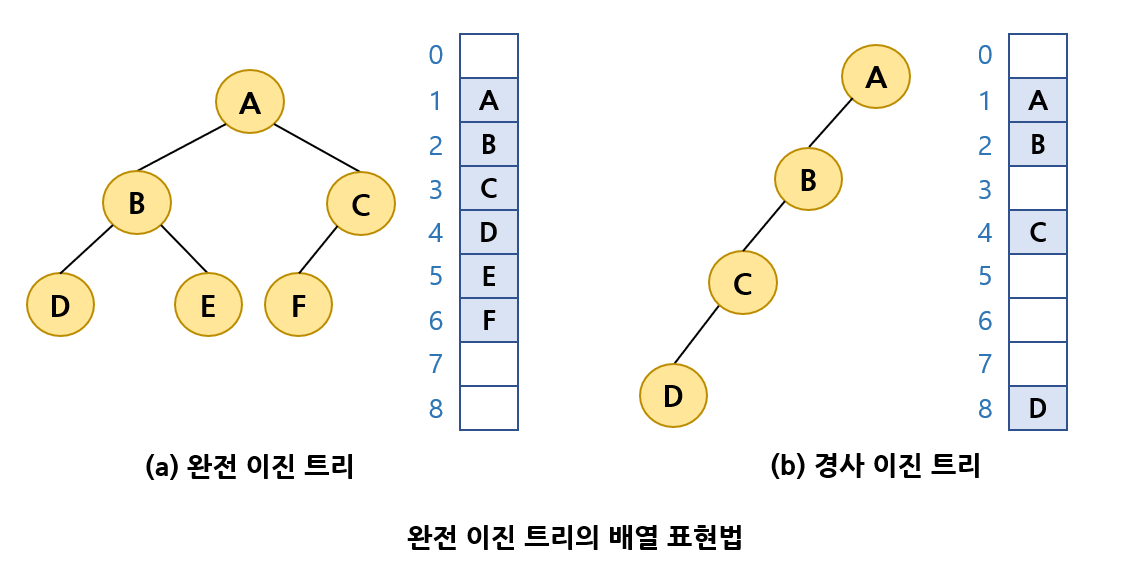 A
B
C
D
E
F
0
1 A
2 B
3 C
4 D
5 E
6 F
7
8
(a) 완전 이진 트리
A
B
C
D
0
1 A
2 B
3
4 C
5
6
7
8 D
(b) 경사 이진 트리
완전 이진 트리의 배열 표현법